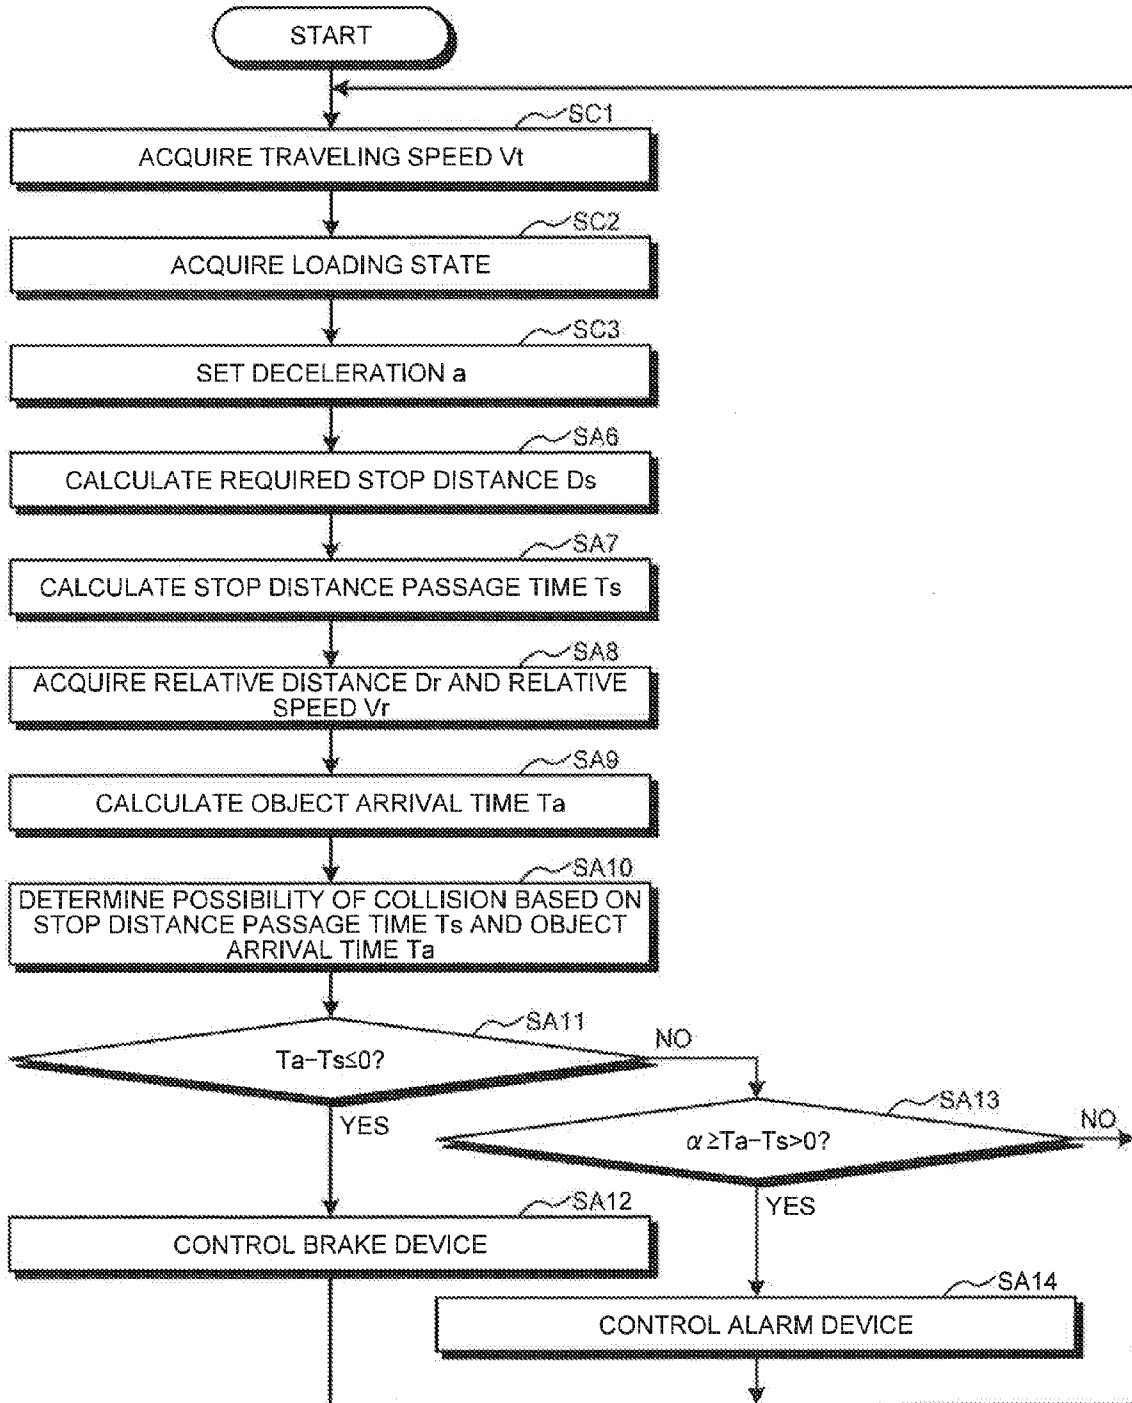 START
SC1
ACQUIRE TRAVELING SPEED Vt
SC2
ACQUIRE LOADING STATE
SC3
SET DECELERATION a
SA6
CALCULATE REQUIRED STOP DISTANCE Ds
SA7
CALCULATE STOP DISTANCE PASSAGE TIME Ts
SA8
ACQUIRE RELATIVE DISTANCE Dr AND RELATIVE
SPEED Vr
SA9
CALCULATE OBJECT ARRIVAL TIME Ta
SA10
DETERMINE POSSIBILITY OF COLLISION BASED ON
STOP DISTANCE PASSAGE TIME Ts AND OBJECT
ARRIVAL TIME Ta
SA11
Ta-Ts≤0?
NO
YES
SA13
α≥Ta-Ts>0?
NO
YES
SA12
CONTROL BRAKE DEVICE
SA14
CONTROL ALARM DEVICE